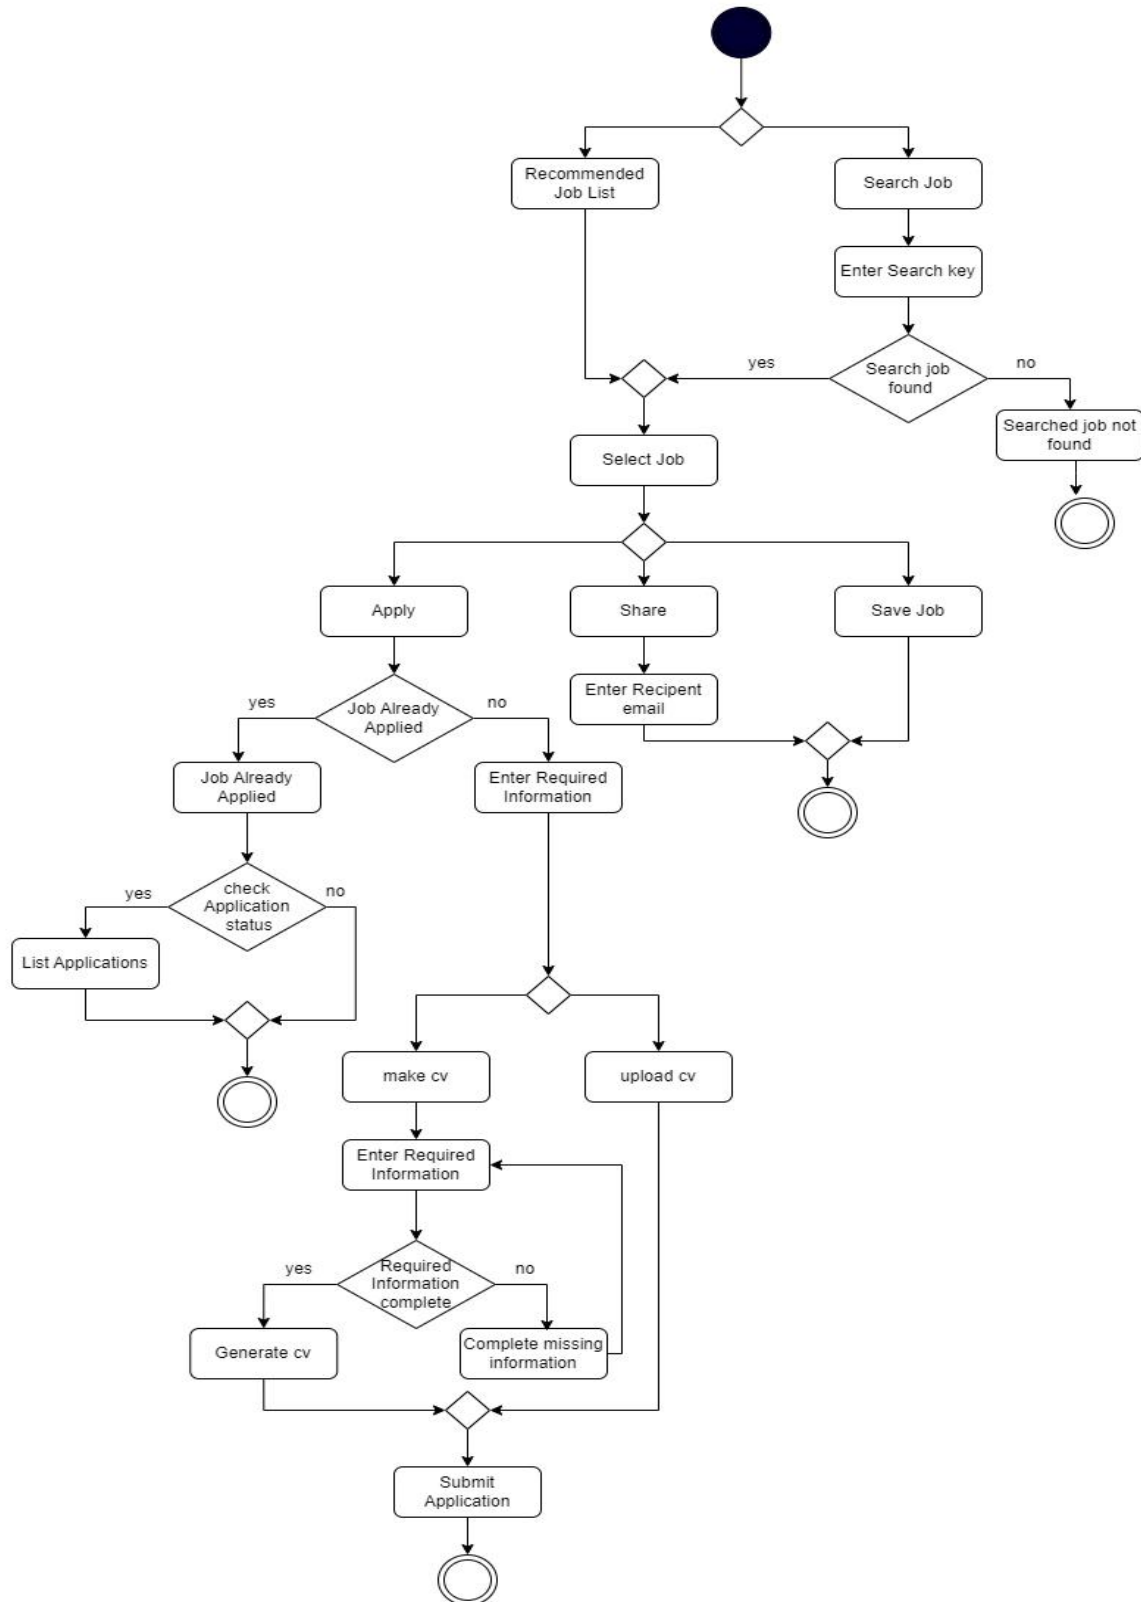 Recommended
Job List
Search Job
Enter Search key
yes
Search job
found
no
Searched job not
found
Select Job
Apply
Share
Save Job
yes
Job Already
Applied
no
Enter Recipent
email
Job Already
Applied
Enter Required
Information
yes
check
Application
status
no
List Applications
make cv
upload cv
Enter Required
Information
yes
Required
Information
complete
no
Generate cv
Complete missing
information
Submit
Application